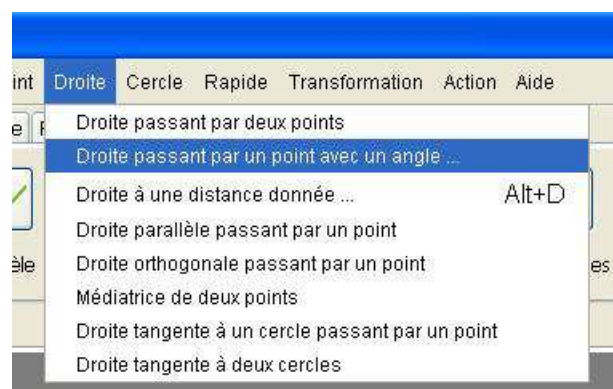 Droite Cercle Rapide Transformation Action Aide
Droite passant par deux points
Droite passant par un point avec un angle ...
Droite à une distance donnée ... Alt+D
Droite parallèle passant par un point
Droite orthogonale passant par un point
Médiatrice de deux points
Droite tangente à un cercle passant par un point
Droite tangente à deux cercles